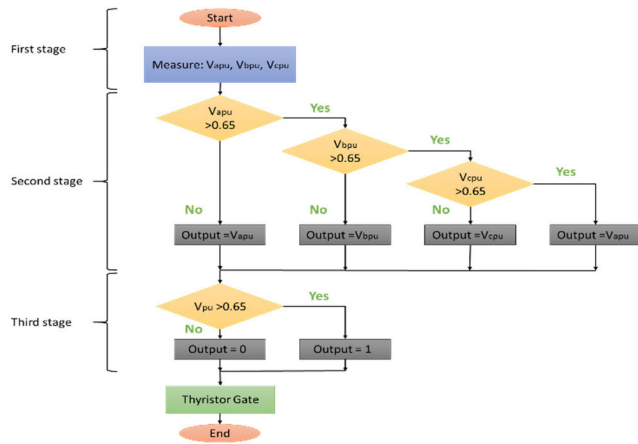 Start
First stage
Measure: Vapu, Vbpu, Vcpu
Vapu
>0.65
Yes
Vbpu
>0.65
Yes
Vcpu
>0.65
Yes
Second stage
No
No
No
Output =Vapu
Output =Vbpu
Output =Vcpu
Output =Vapu
Vpu >0.65
Yes
Third stage
No
Output = 0
Output = 1
Thyristor Gate
End